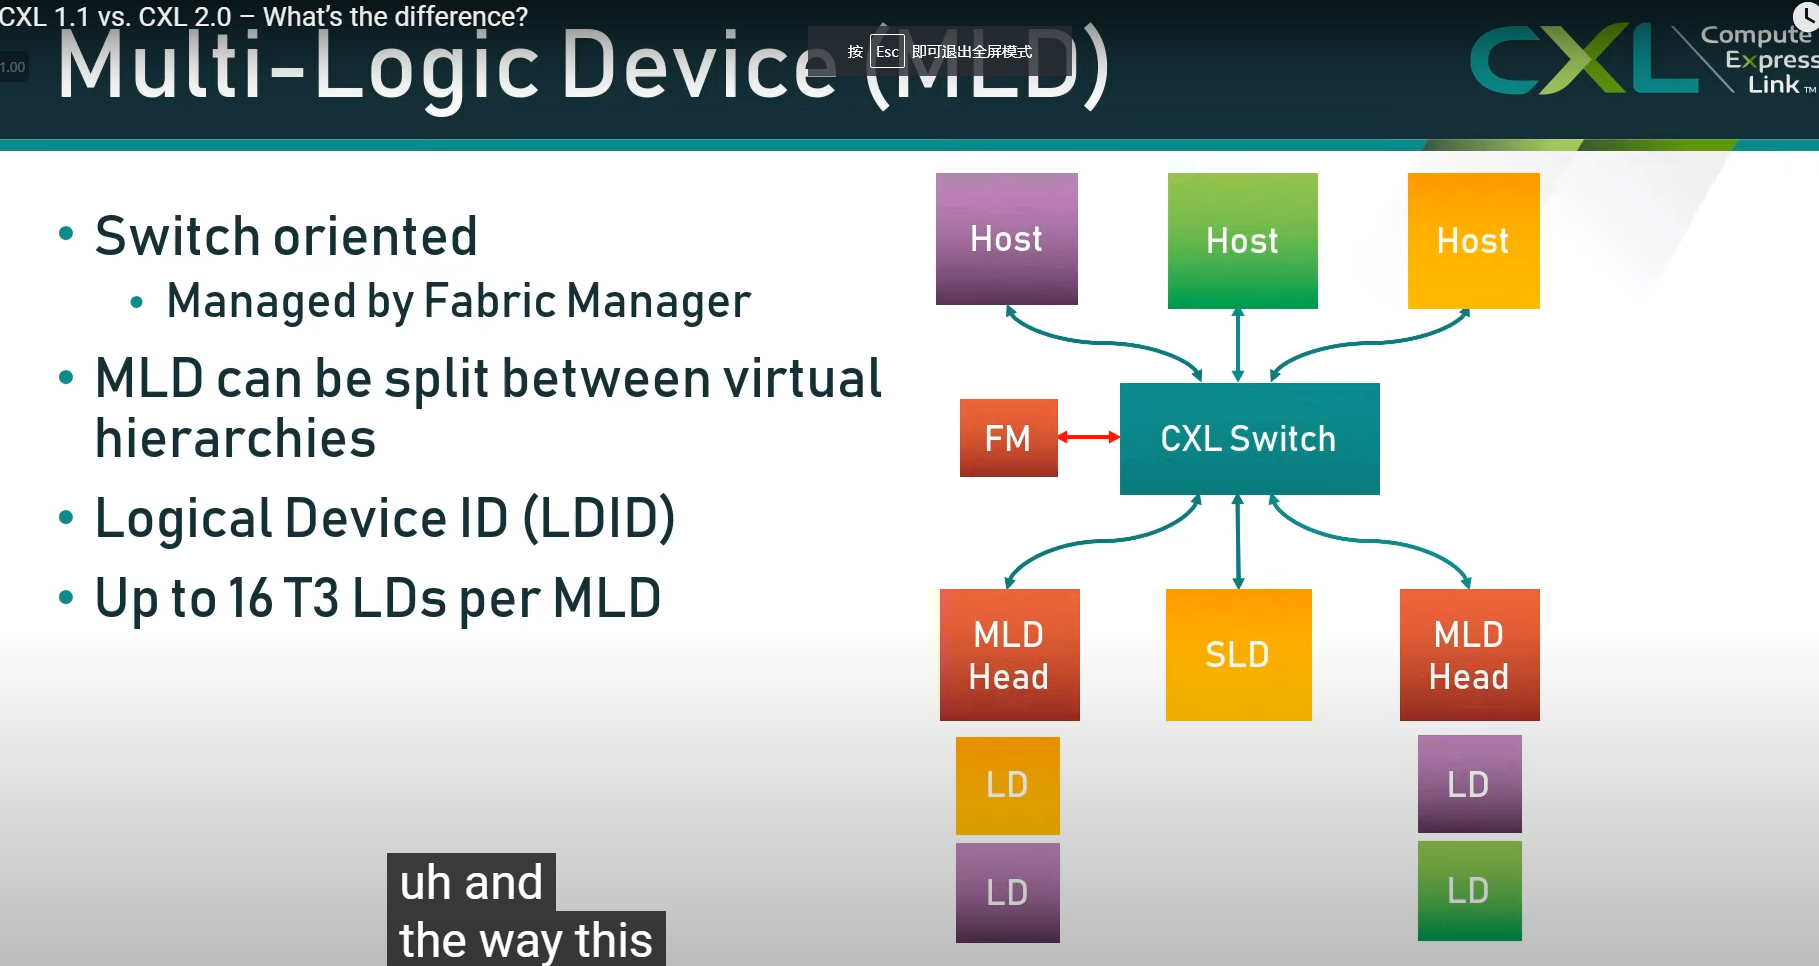 CXL 1.1 vs. CXL 2.0 – What's the difference?
Multi-Logic Device (MLD)
按 Esc 即可退出全屏模式
1.00
CXL Compute
Express
Link™
• Switch oriented
• Managed by Fabric Manager
• MLD can be split between virtual
hierarchies
• Logical Device ID (LDID)
• Up to 16 T3 LDs per MLD
Host
Host
Host
FM
CXL Switch
MLD
Head
SLD
MLD
Head
LD
LD
LD
LD
uh and
the way this